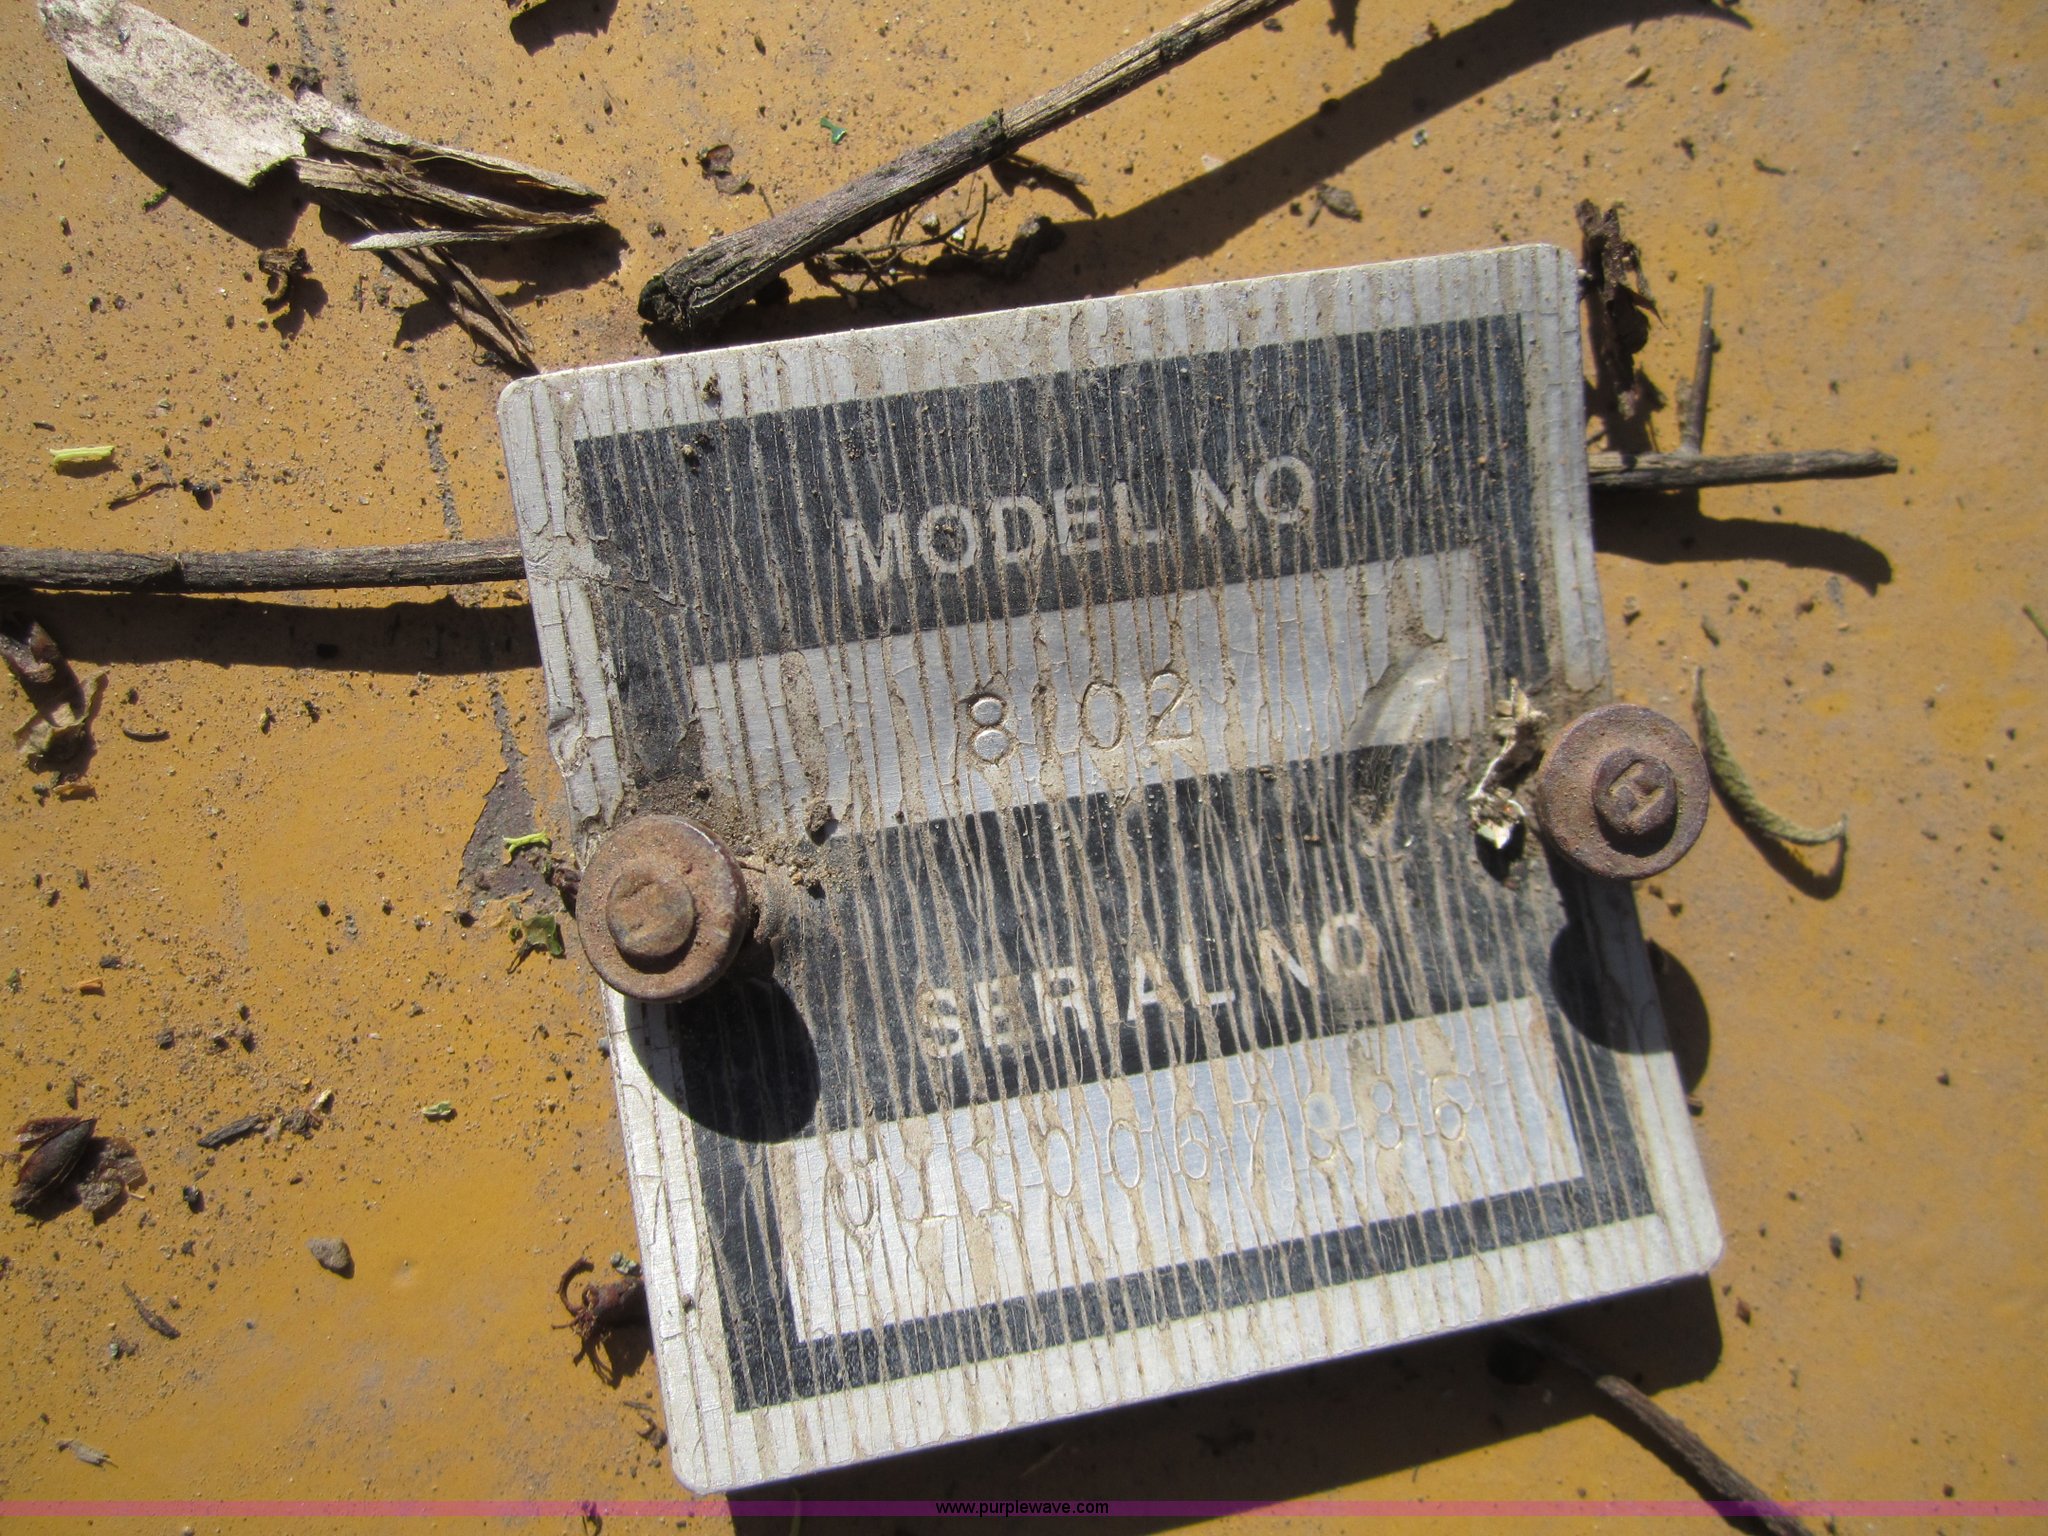 MODEL NO
8102
SERIAL NO
H
www.purplewave.com